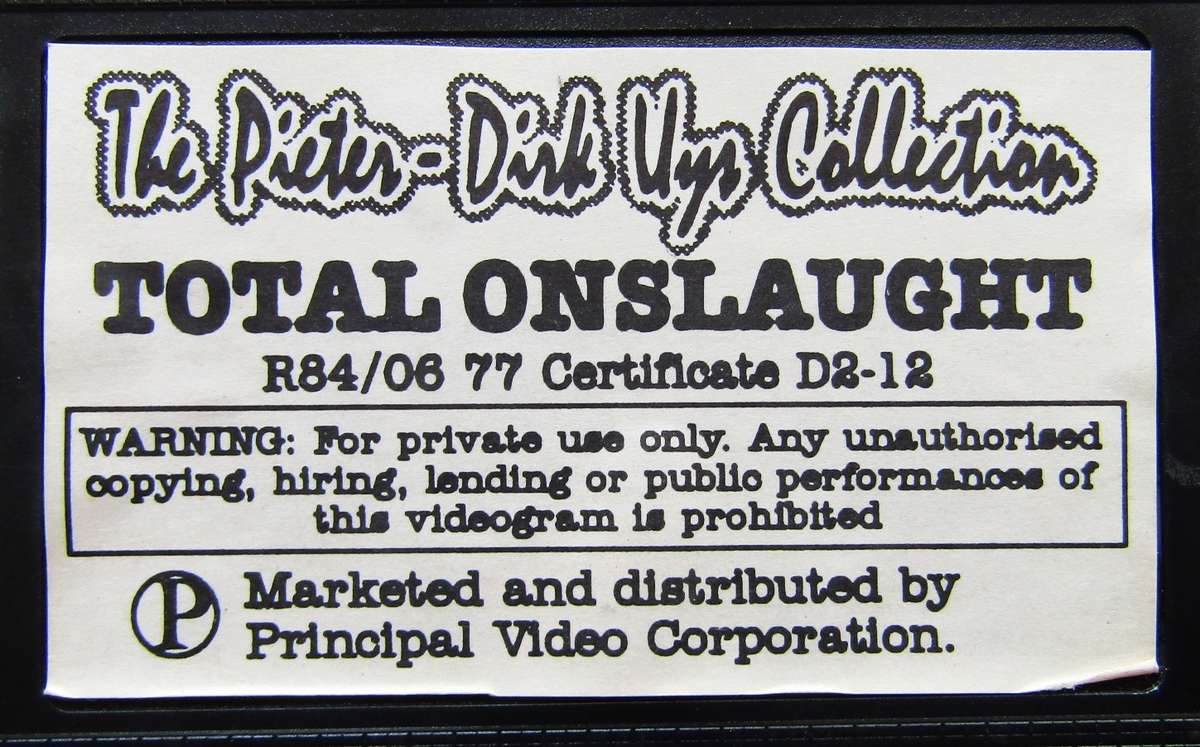 The Pieter-Dirk Uys Collection
TOTAL ONSLAUGHT
R84/06 77 Certificate D2-12
WARNING: For private use only. Any unauthorised
copying, hiring, lending or public performances of
this videogram is prohibited
P
Marketed and distributed by
Principal Video Corporation.